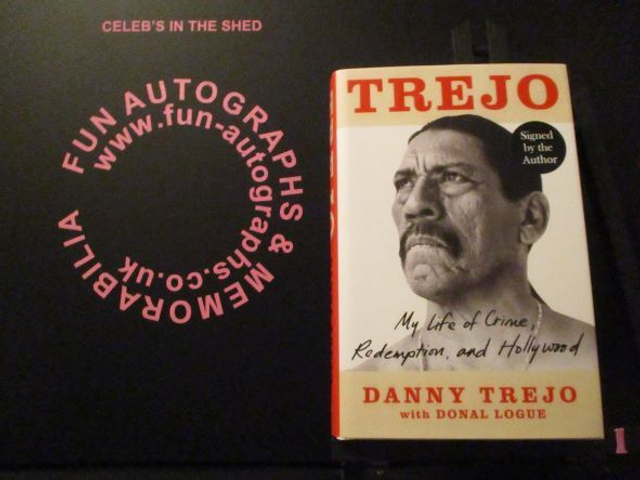 CELEB'S IN THE SHED
FUN AUTOGRAPHS & MEMORABILIA
www.fun-autographs.co.uk
TREJO
Signed
by the
Author
My Life of Crime,
Redemption, and Hollywood
DANNY TREJO
with DONAL LOGUE